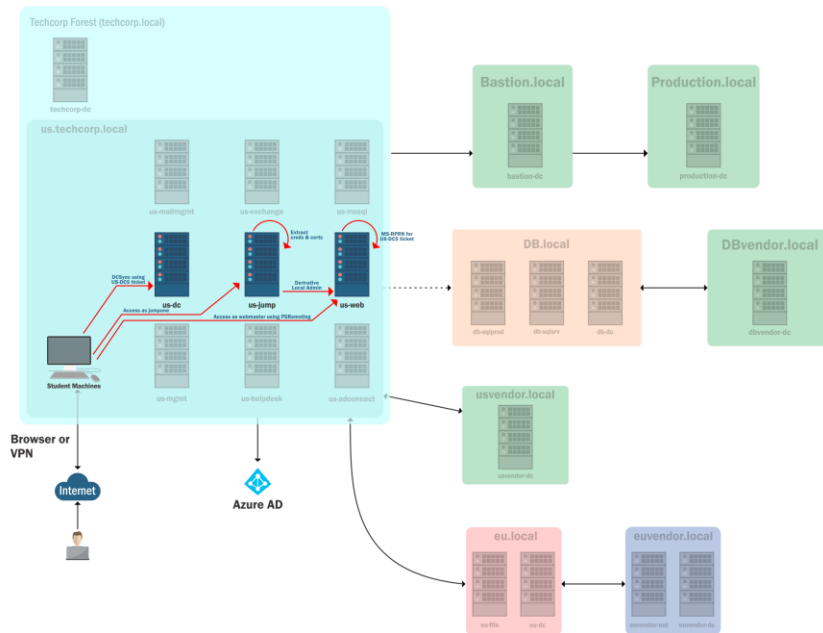 Techcorp Forest (techcorp.local)
techcorp-dc
us.techcorp.local
us-mailmgmt
us-exchange
us-mssql
Extract
creds & certs
MS-RPRN for
US-DC$ ticket
DCSync using
US-DC$ ticket
us-dc
us-jump
Derivative
Local Admin
us-web
Access as jumpone
Access as webmaster using PSRemoting
Student Machines
us-mgmt
us-helpdesk
us-adconnect
Browser or
VPN
Internet
Azure AD
Bastion.local
bastion-dc
Production.local
production-dc
DB.local
db-sqlprod
db-sqlsrv
db-dc
DBvendor.local
dbvendor-dc
usvendor.local
usvendor-dc
eu.local
eu-file
eu-dc
euvendor.local
euvendor-net
euvendor-dc